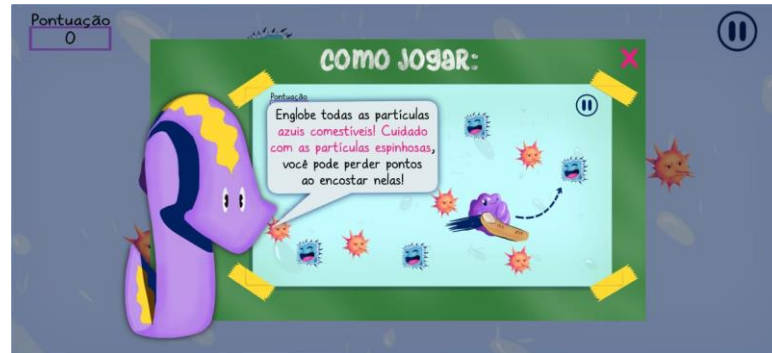 Pontuação
0
COMO JOGAR:
Pontuação
Englobe todas as partículas
azuis comestíveis! Cuidado
com as partículas espinhosas,
você pode perder pontos
ao encostar nelas!